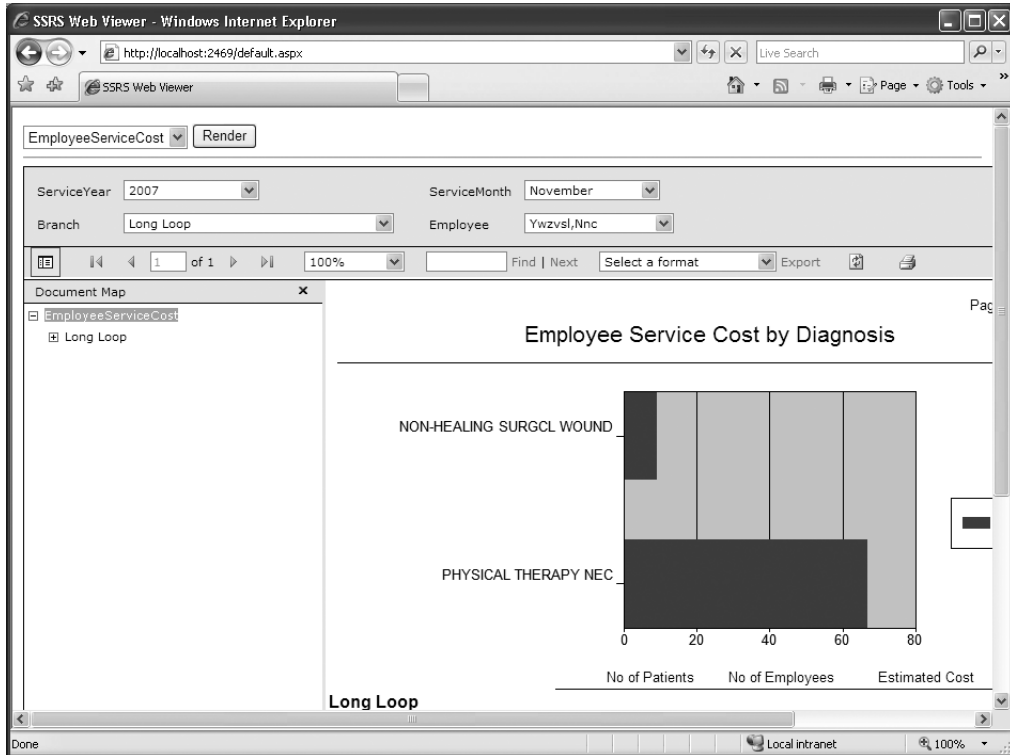 SSRS Web Viewer - Windows Internet Explorer
http://localhost:2469/default.aspx
Live Search
SSRS Web Viewer
Page
Tools
»
EmployeeServiceCost
Render
ServiceYear 2007 ServiceMonth November
Branch Long Loop Employee Ywzvsl,Nnc
1 of 1 100% Find | Next Select a format Export
Document Map x
EmployeeServiceCost
Long Loop
Pag
Employee Service Cost by Diagnosis
NON-HEALING SURGCL WOUND
PHYSICAL THERAPY NEC
0 20 40 60 80
No of Patients No of Employees Estimated Cost
Long Loop
Done Local intranet 100%